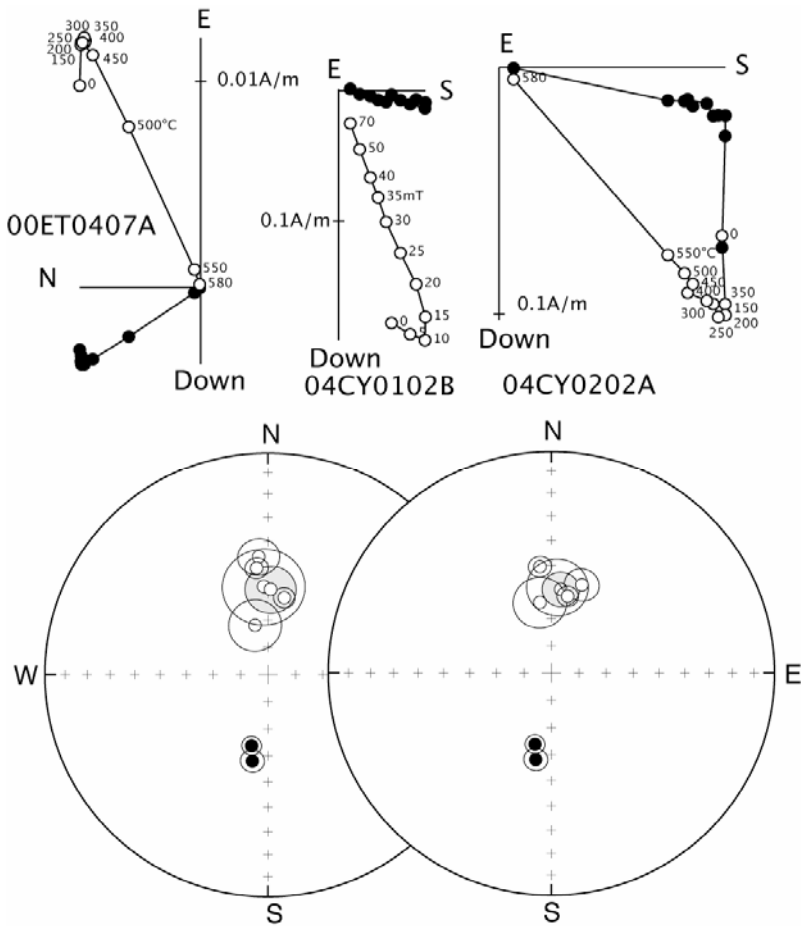 E
300 350
250 400
200
150 450
0
0.01A/m
500°C
00ET0407A
N
550
580
Down
E
S
70
50
40
35mT
0.1A/m
30
25
20
15
0
5
10
Down
04CY0102B
E
S
580
0
550°C
500
450
400
350
0.1A/m
300
150
200
250
Down
04CY0202A
N
N
W
E
S
S